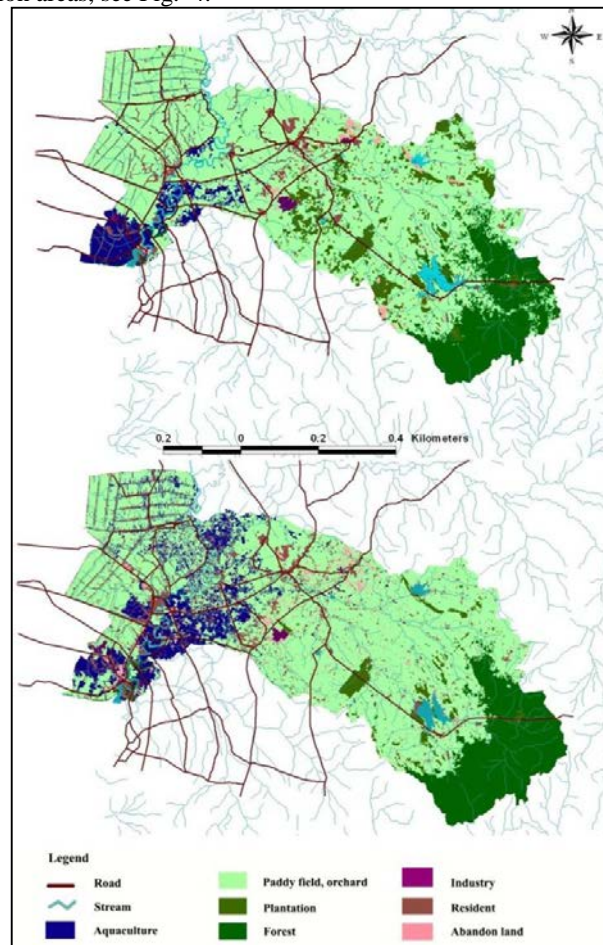 on areas, see Fig. 4.
N
W E
S
0.2 0 0.2 0.4 Kilometers
Legend
Road Paddy field, orchard Industry
Stream Plantation Resident
Aquaculture Forest Abandon land